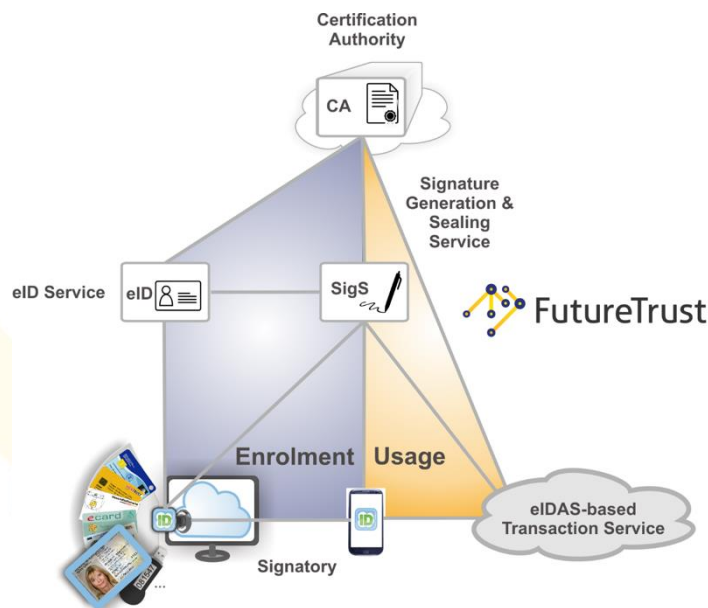 Certification
Authority
CA
Signature
Generation &
Sealing
Service
eID Service
eID
SigS
FutureTrust
Enrolment
Usage
eIDAS-based
Transaction Service
ecard
ID
ID
Signatory
...